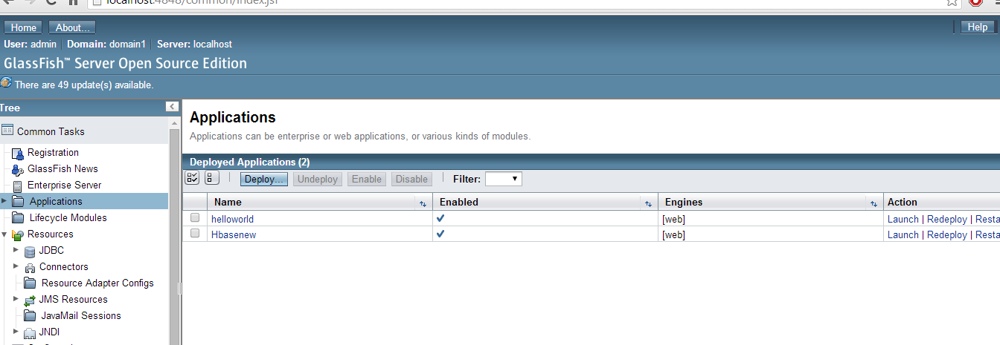 localhost:4848/common/index.jsf
Home About... Help
User: admin Domain: domain1 Server: localhost
GlassFish™ Server Open Source Edition
There are 49 update(s) available.
Tree
Common Tasks
Registration
GlassFish News
Enterprise Server
Applications
Lifecycle Modules
Resources
JDBC
Connectors
Resource Adapter Configs
JMS Resources
JavaMail Sessions
JNDI
Applications
Applications can be enterprise or web applications, or various kinds of modules.
Deployed Applications (2)
Deploy... Undeploy Enable Disable Filter:
Name Enabled Engines Action
helloworld [web] Launch | Redeploy | Resta
Hbasenew [web] Launch | Redeploy | Resta